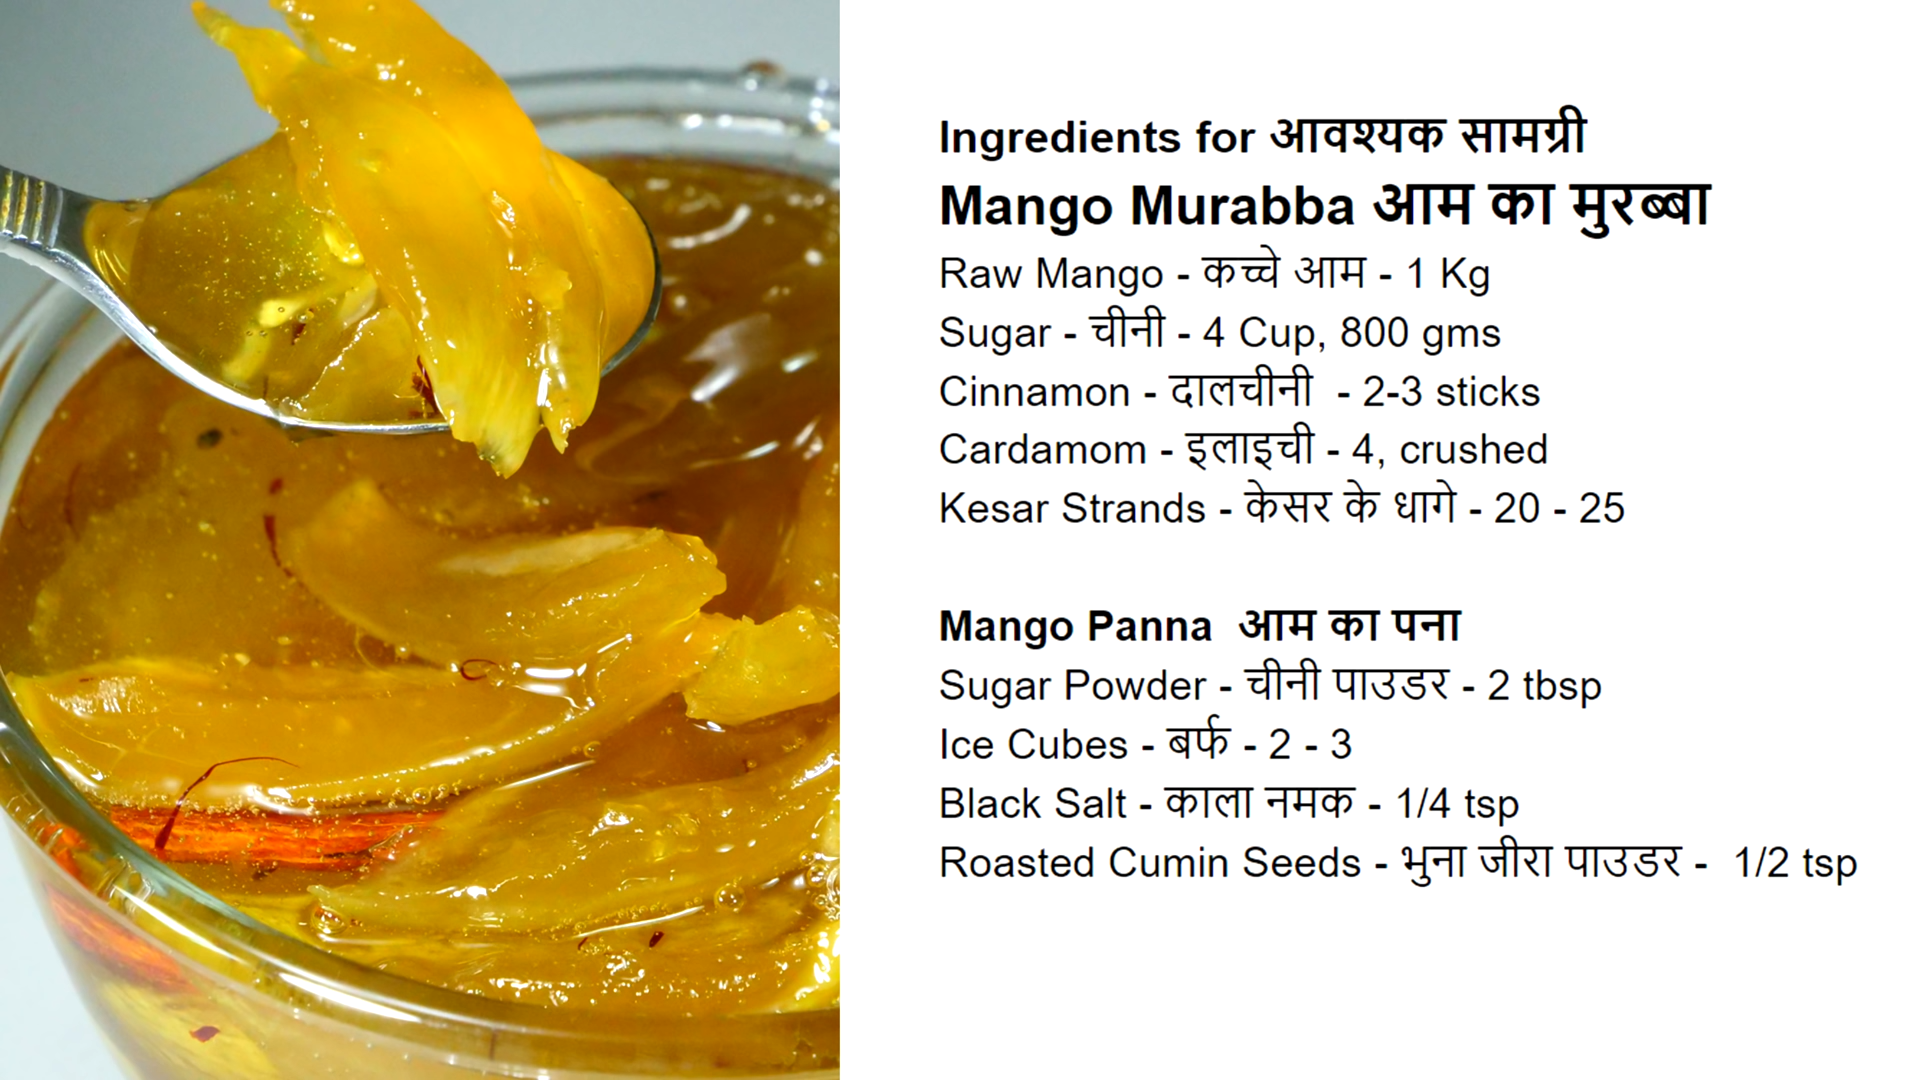 Ingredients for आवश्यक सामग्री
Mango Murabba आम का मुरब्बा
Raw Mango - कच्चे आम - 1 Kg
Sugar - चीनी - 4 Cup, 800 gms
Cinnamon - दालचीनी  - 2-3 sticks
Cardamom - इलाइची - 4, crushed
Kesar Strands - केसर के धागे - 20 - 25
Mango Panna  आम का पना
Sugar Powder - चीनी पाउडर - 2 tbsp
Ice Cubes - बर्फ - 2 - 3
Black Salt - काला नमक - 1/4 tsp
Roasted Cumin Seeds - भुना जीरा पाउडर -  1/2 tsp